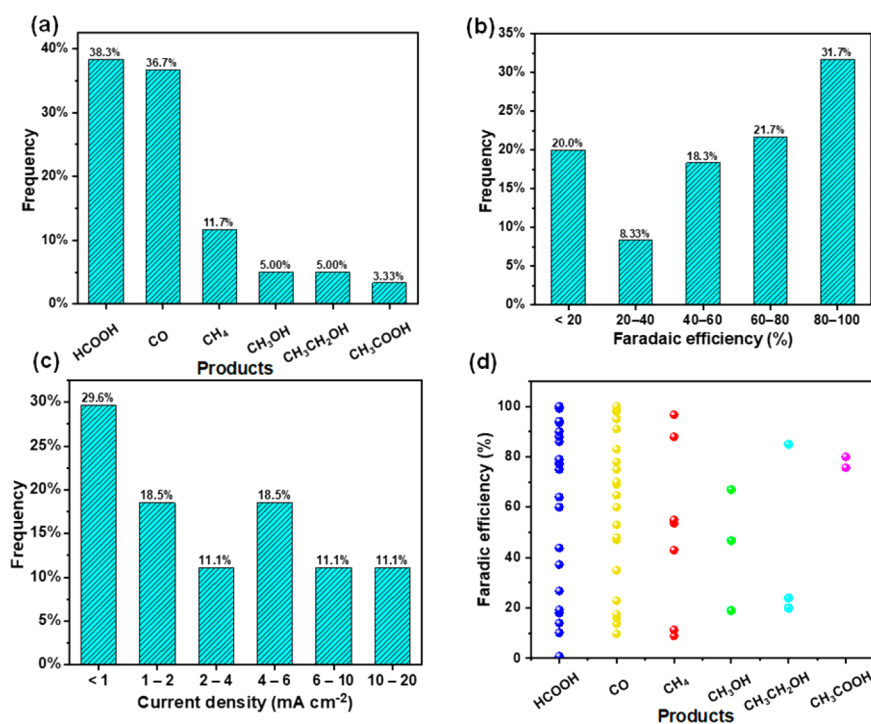 (a)
Frequency
40%
30%
20%
10%
0%
38.3%
36.7%
11.7%
5.00%
5.00%
3.33%
HCOOH
CO
CH₄
CH₃OH
CH₃CH₂OH
CH₃COOH
Products
(b)
Frequency
35%
30%
25%
20%
15%
10%
5%
0%
20.0%
8.33%
18.3%
21.7%
31.7%
< 20
20–40
40–60
60–80
80–100
Faradaic efficiency (%)
(c)
Frequency
30%
25%
20%
15%
10%
5%
0%
29.6%
18.5%
11.1%
18.5%
11.1%
11.1%
< 1
1 – 2
2 – 4
4 – 6
6 – 10
10 – 20
Current density (mA cm⁻²)
(d)
Faradic efficiency (%)
100
80
60
40
20
0
HCOOH
CO
CH₄
CH₃OH
CH₃CH₂OH
CH₃COOH
Products